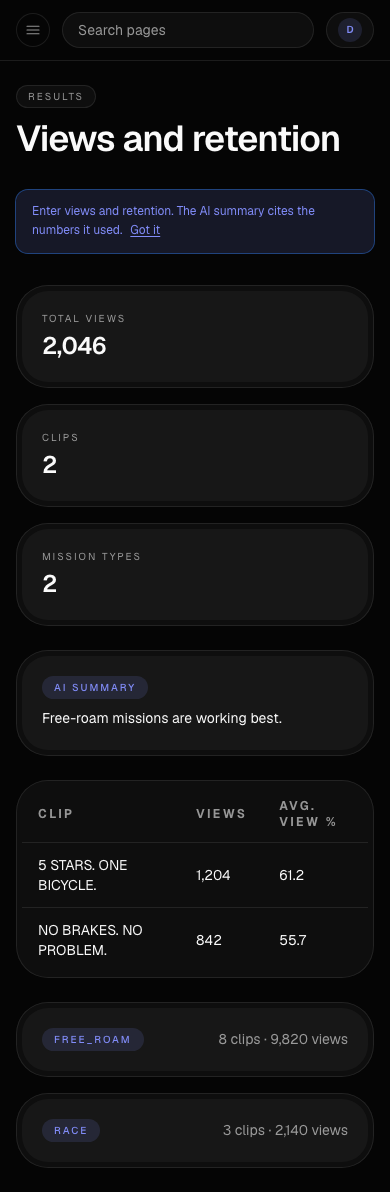 Search pages
D
RESULTS
Views and retention
Enter views and retention. The AI summary cites the
numbers it used. Got it
TOTAL VIEWS
2,046
CLIPS
2
MISSION TYPES
2
AI SUMMARY
Free-roam missions are working best.
CLIP VIEWS AVG. VIEW %
5 STARS. ONE
BICYCLE.
1,204 61.2
NO BRAKES. NO
PROBLEM.
842 55.7
FREE_ROAM 8 clips · 9,820 views
RACE 3 clips · 2,140 views